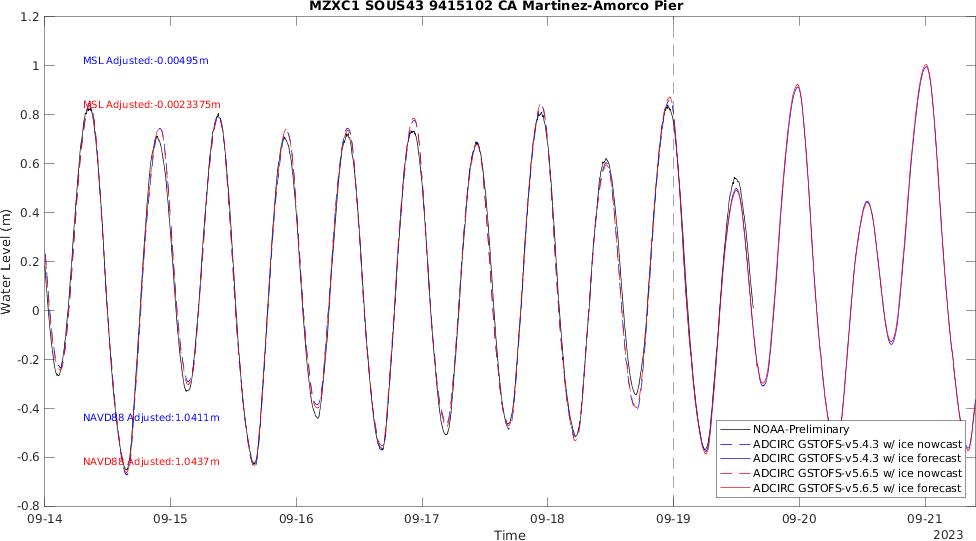 MZXC1 SOUS43 9415102 CA Martinez-Amorco Pier
1.2
1
0.8
0.6
0.4
0.2
0
-0.2
-0.4
-0.6
-0.8
Water Level (m)
MSL Adjusted:-0.00495m
MSL Adjusted:-0.0023375m
NAVD88 Adjusted:1.0411m
NAVD88 Adjusted:1.0437m
NOAA-Preliminary
ADCIRC GSTOFS-v5.4.3 w/ ice nowcast
ADCIRC GSTOFS-v5.4.3 w/ ice forecast
ADCIRC GSTOFS-v5.6.5 w/ ice nowcast
ADCIRC GSTOFS-v5.6.5 w/ ice forecast
09-14 09-15 09-16 09-17 09-18 09-19 09-20 09-21
Time
2023